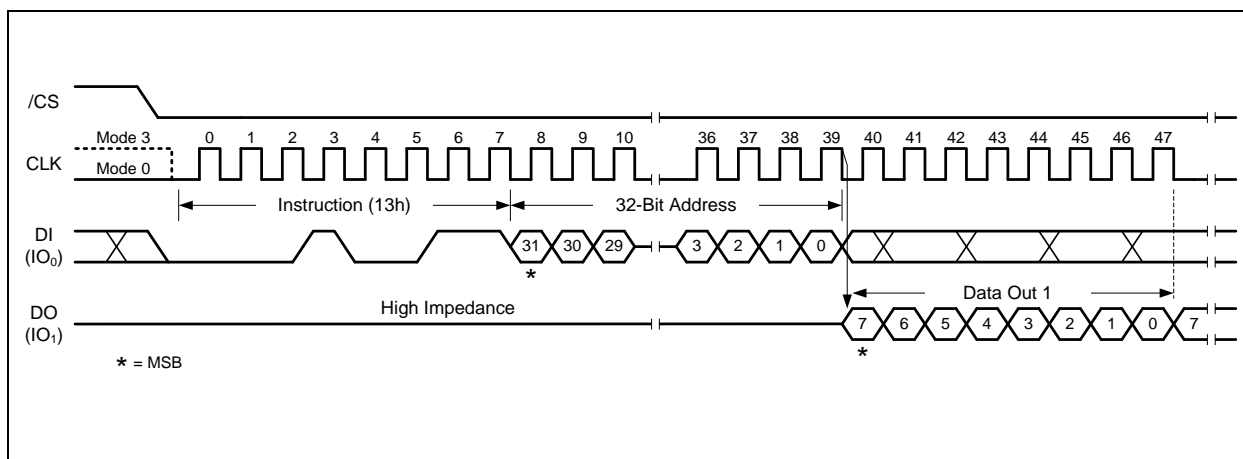 /CS
Mode 3
0 1 2 3 4 5 6 7 8 9 10 36 37 38 39 40 41 42 43 44 45 46 47
CLK
Mode 0
Instruction (13h) 32-Bit Address
DI
(IO₀)
31 30 29 3 2 1 0
*
High Impedance
Data Out 1
DO
(IO₁)
7 6 5 4 3 2 1 0 7
*
* = MSB